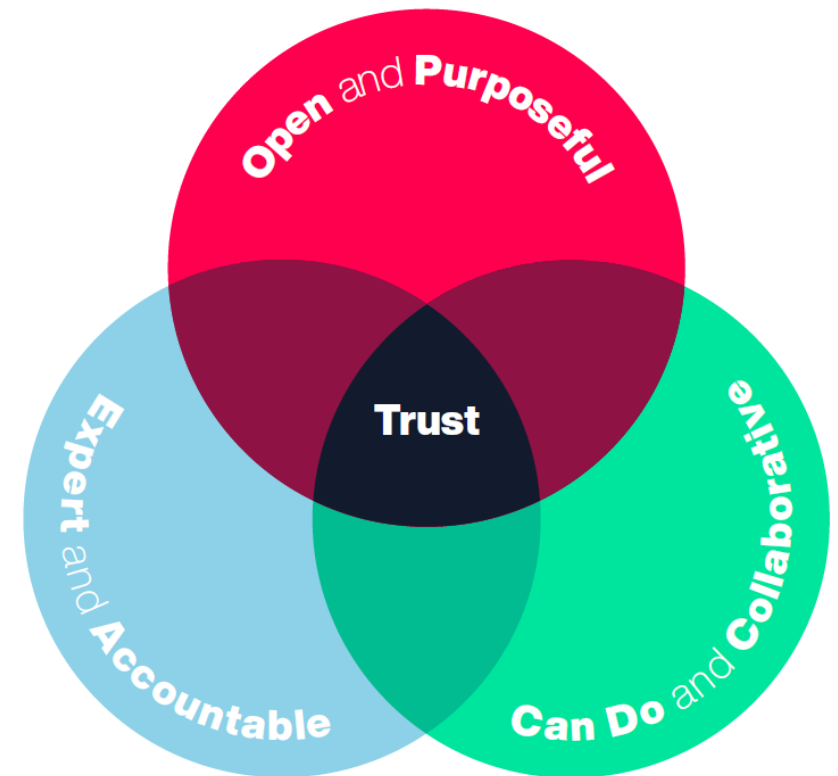 Open and Purposeful
Trust
Expert and Accountable
Can Do and Collaborative